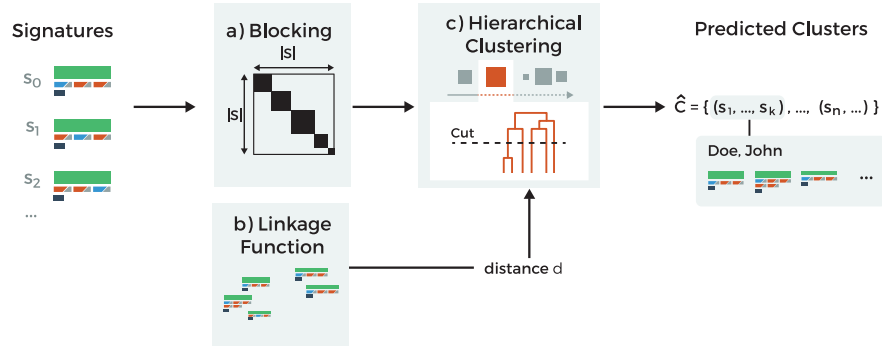 Signatures
s0
s1
s2
...
a) Blocking
|S|
|S|
b) Linkage
Function
distance d
c) Hierarchical
Clustering
Cut
Predicted Clusters
Ĉ = { (s1, ..., sk) , ..., (sn, ...) }
Doe, John
...